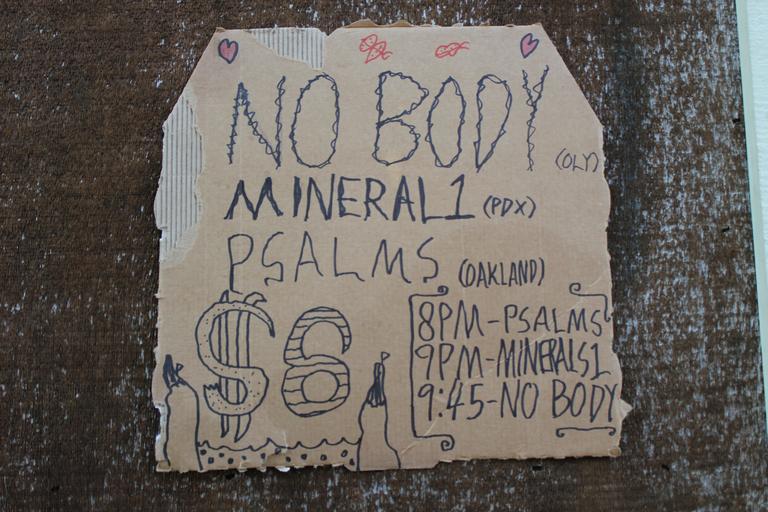 NO BODY (OLY)
MINERAL1 (PDX)
PSALMS (OAKLAND)
$6
8PM-PSALMS
9PM-MINERALS1
9:45-NO BODY